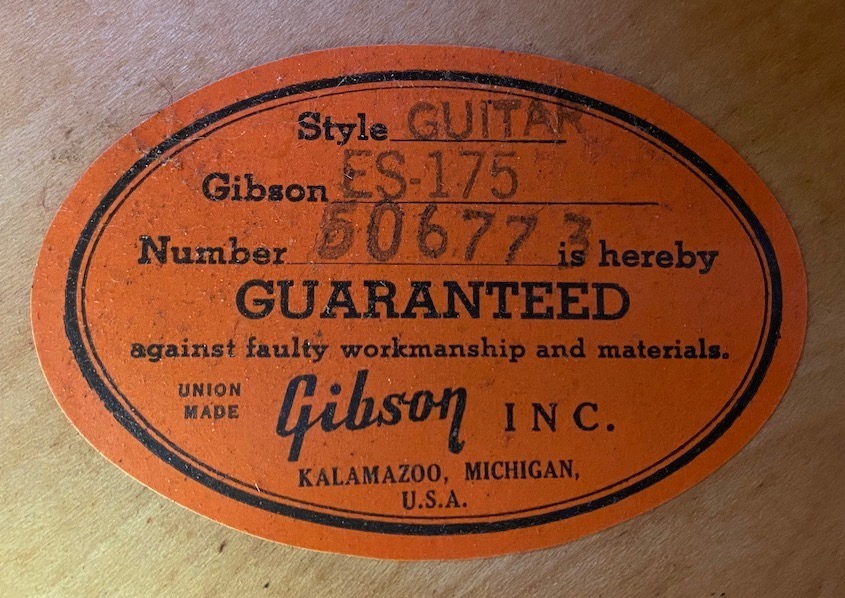 Style GUITAR
Gibson ES-175
Number 506773 is hereby
GUARANTEED
against faulty workmanship and materials.
UNION MADE Gibson INC.
KALAMAZOO, MICHIGAN,
U.S.A.